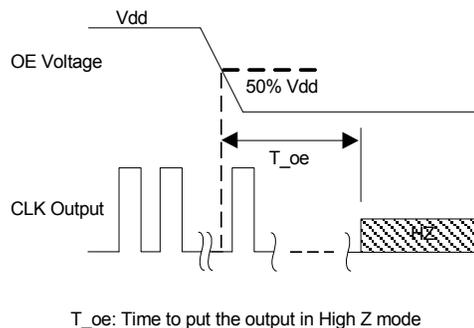 Vdd
OE Voltage
50% Vdd
T_oe
CLK Output
HZ
T_oe: Time to put the output in High Z mode